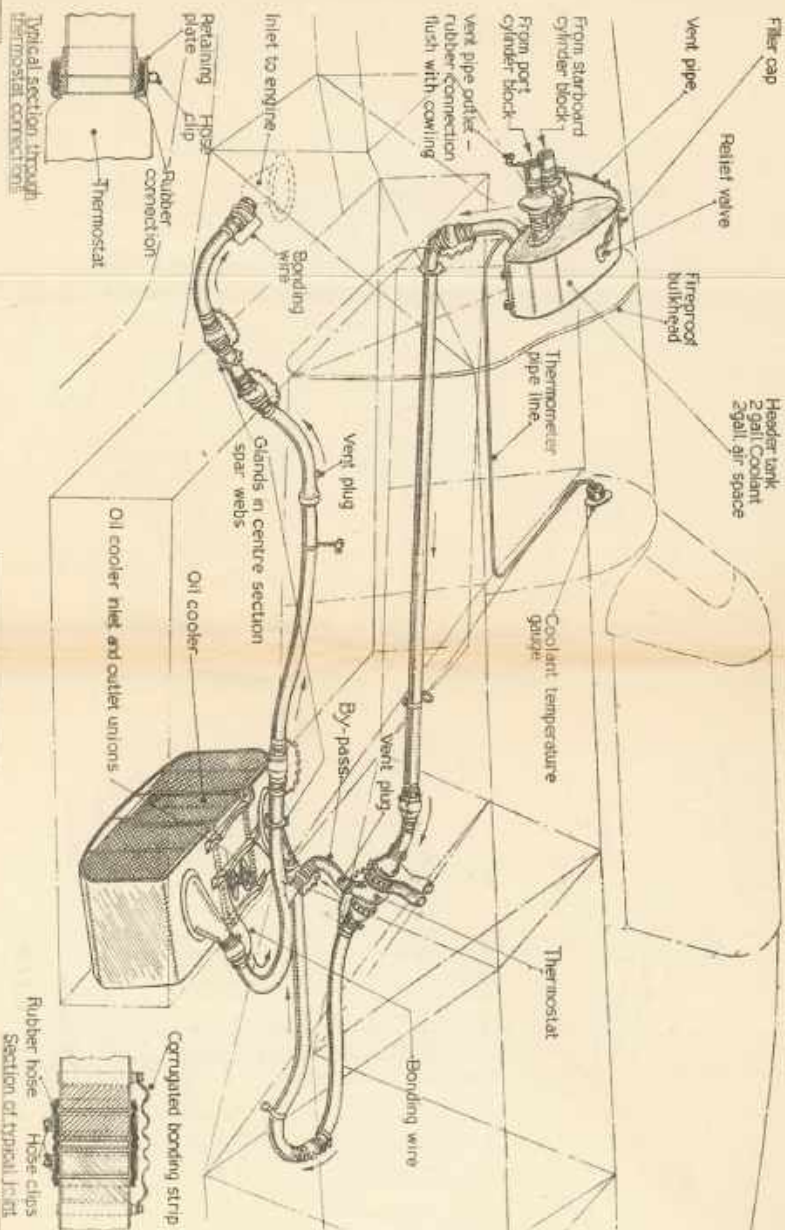 Filler cap
Vent pipe
Relief valve
Fireproof
bulkhead
Header tank
2 gall. Coolant
2 gall. air space
From starboard
cylinder block
From port
cylinder block
Vent pipe outlet –
rubber connection
flush with cowling
Inlet to engine
Bonding
wire
Thermometer
pipe line
Coolant temperature
gauge
Vent plug
Glands in centre section
spar webs
Oil cooler
Oil cooler inlet and outlet unions
By-pass
Vent plug
Thermostat
Bonding wire
Retaining
plate
Hose
clip
Rubber
connection
Thermostat
Typical section through
thermostat connections
Corrugated bonding strip
Rubber hose
Hose clips
Section of typical joint